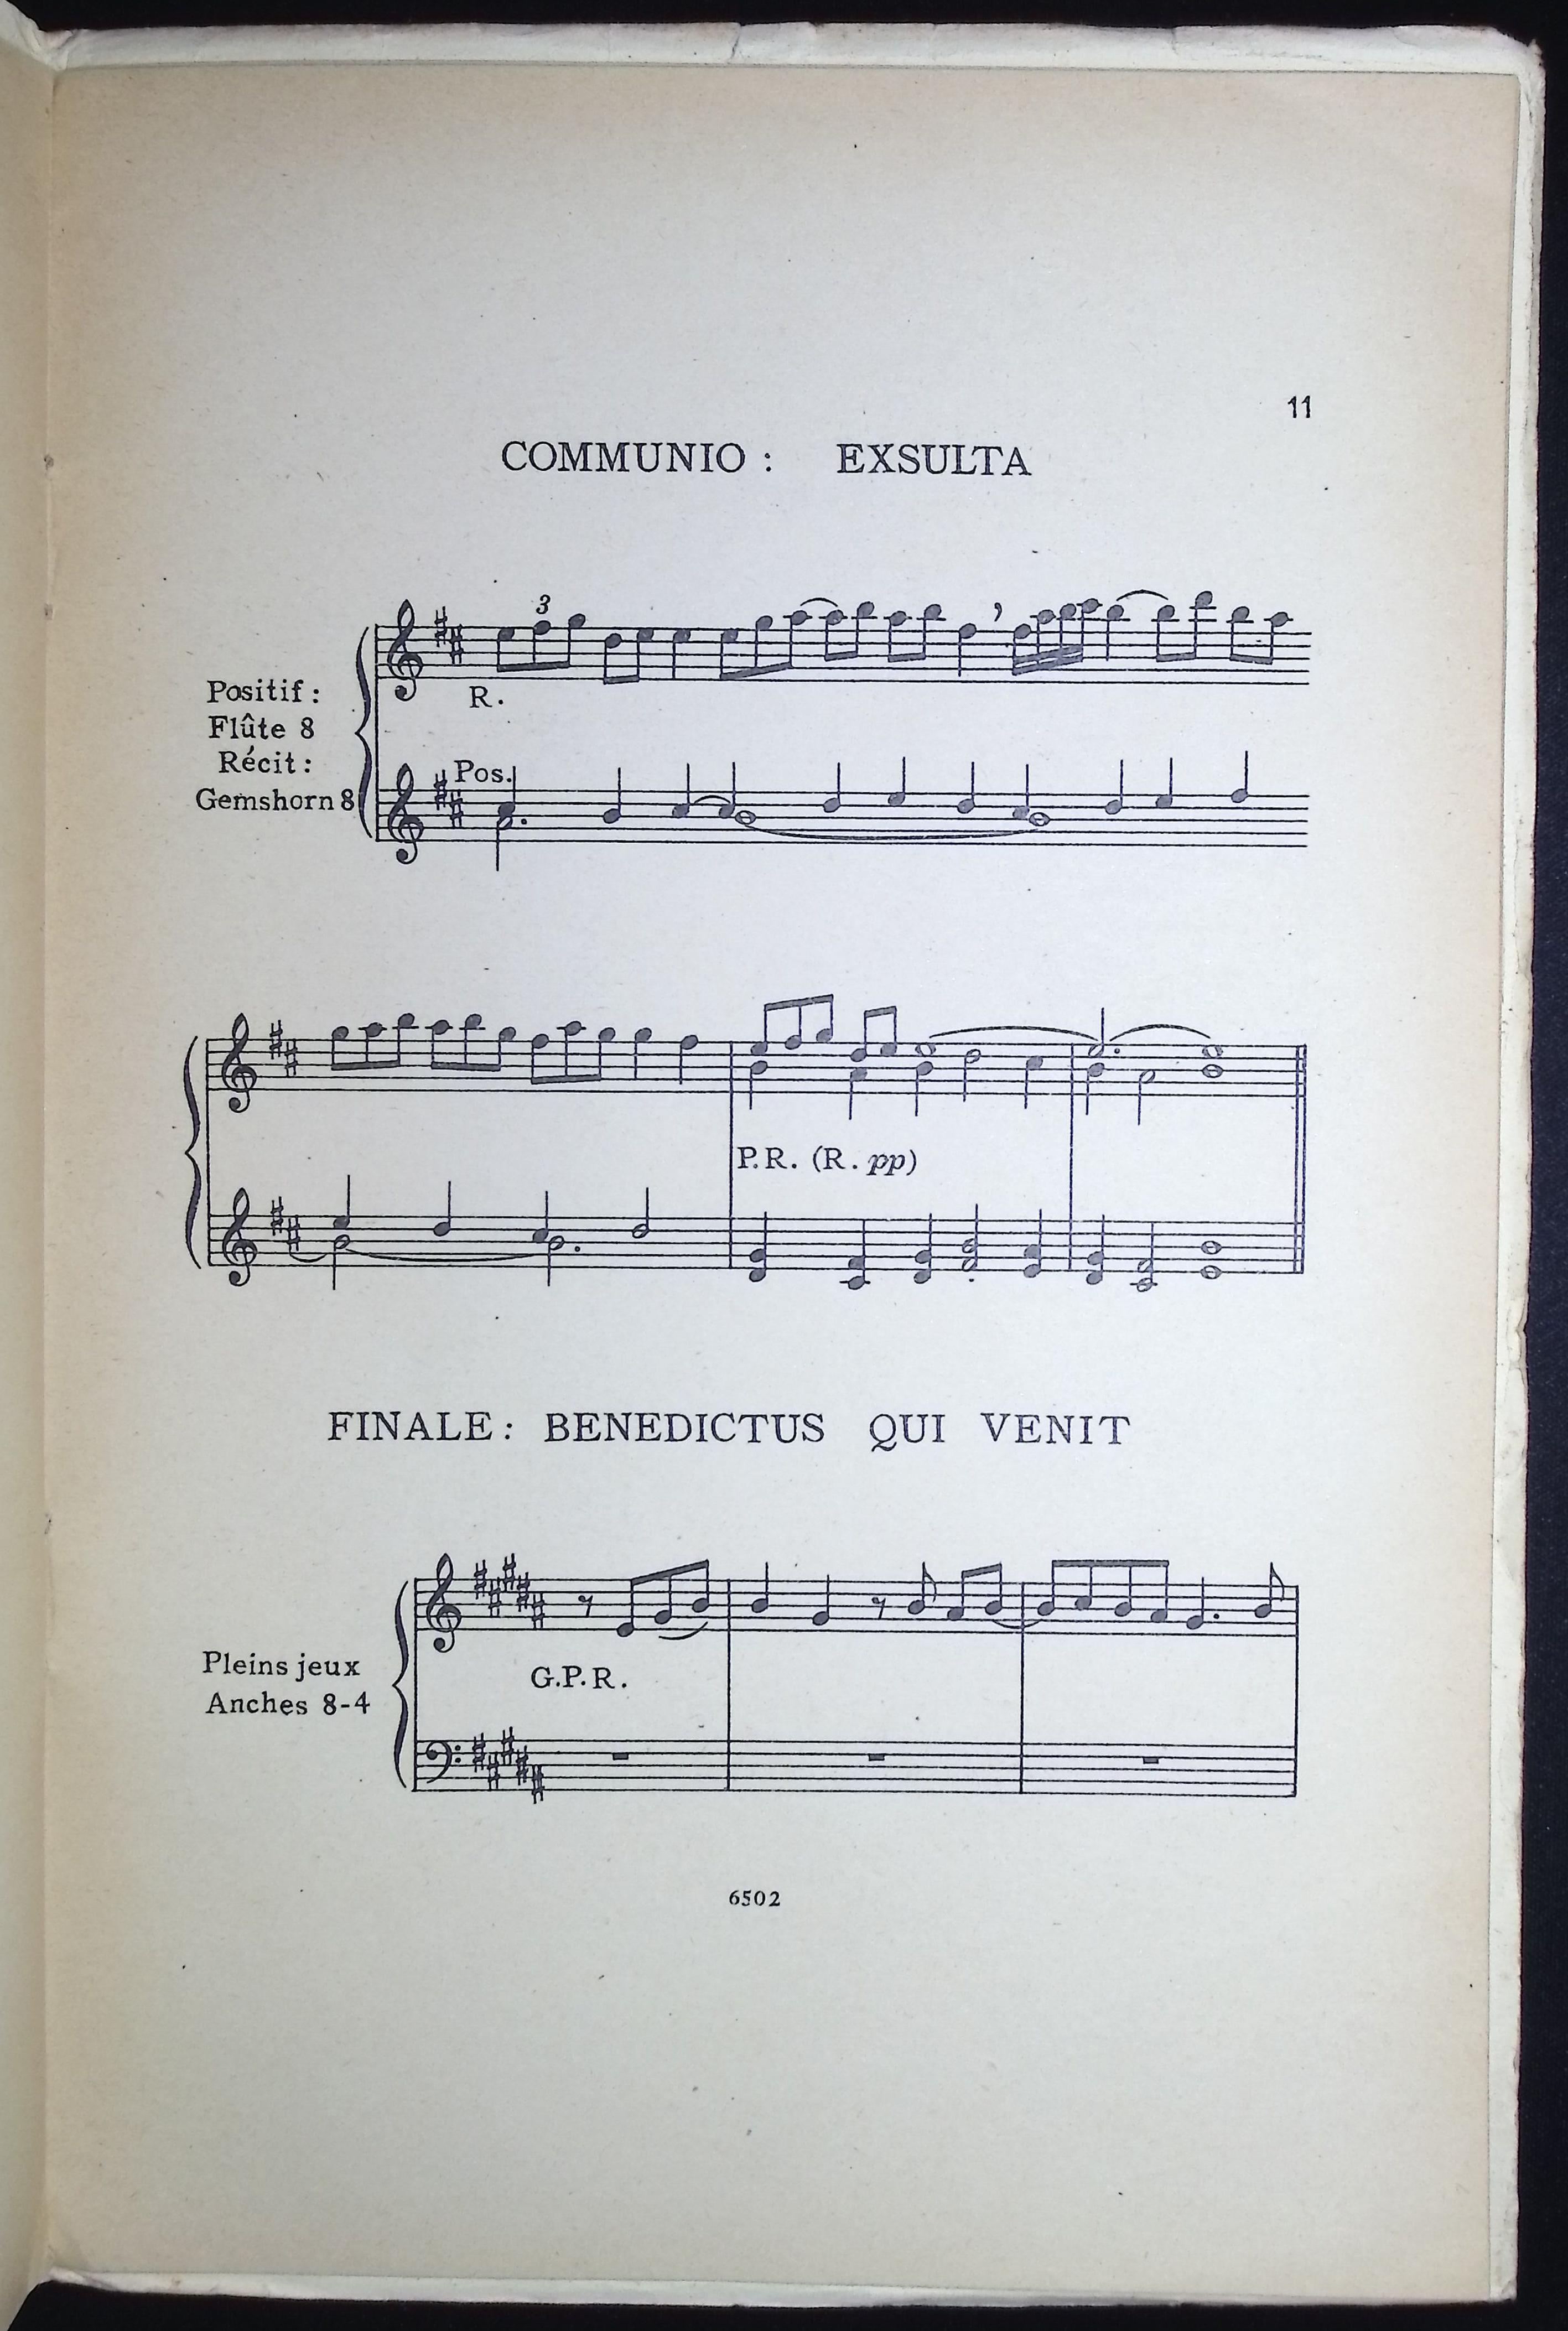 11
COMMUNIO : EXSULTA
3
Positif :
Flûte 8
Récit :
Gemshorn 8
R.
Pos.
P.R. (R. pp)
FINALE : BENEDICTUS QUI VENIT
Pleins jeux
Anches 8-4
G.P.R.
6502